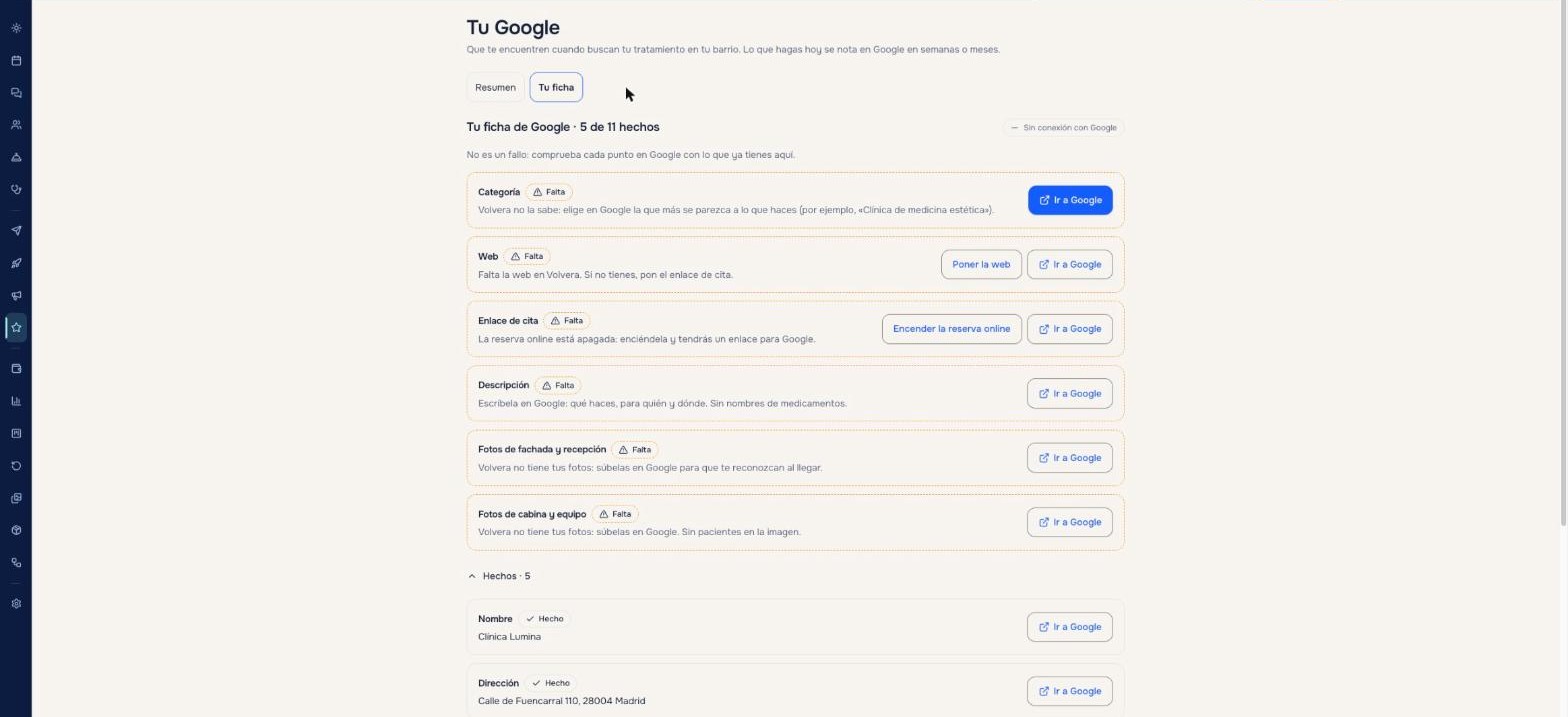 Tu Google
Que te encuentren cuando buscan tu tratamiento en tu barrio. Lo que hagas hoy se nota en Google en semanas o meses.
Resumen
Tu ficha
Tu ficha de Google · 5 de 11 hechos
— Sin conexión con Google
No es un fallo: comprueba cada punto en Google con lo que ya tienes aquí.
Categoría
Falta
Volvera no la sabe: elige en Google la que más se parezca a lo que haces (por ejemplo, «Clínica de medicina estética»).
Ir a Google
Web
Falta
Falta la web en Volvera. Si no tienes, pon el enlace de cita.
Poner la web
Ir a Google
Enlace de cita
Falta
La reserva online está apagada: enciéndela y tendrás un enlace para Google.
Encender la reserva online
Ir a Google
Descripción
Falta
Escríbela en Google: qué haces, para quién y dónde. Sin nombres de medicamentos.
Ir a Google
Fotos de fachada y recepción
Falta
Volvera no tiene tus fotos: súbelas en Google para que te reconozcan al llegar.
Ir a Google
Fotos de cabina y equipo
Falta
Volvera no tiene tus fotos: súbelas en Google. Sin pacientes en la imagen.
Ir a Google
Hechos · 5
Nombre
Hecho
Clínica Lumina
Ir a Google
Dirección
Hecho
Calle de Fuencarral 110, 28004 Madrid
Ir a Google